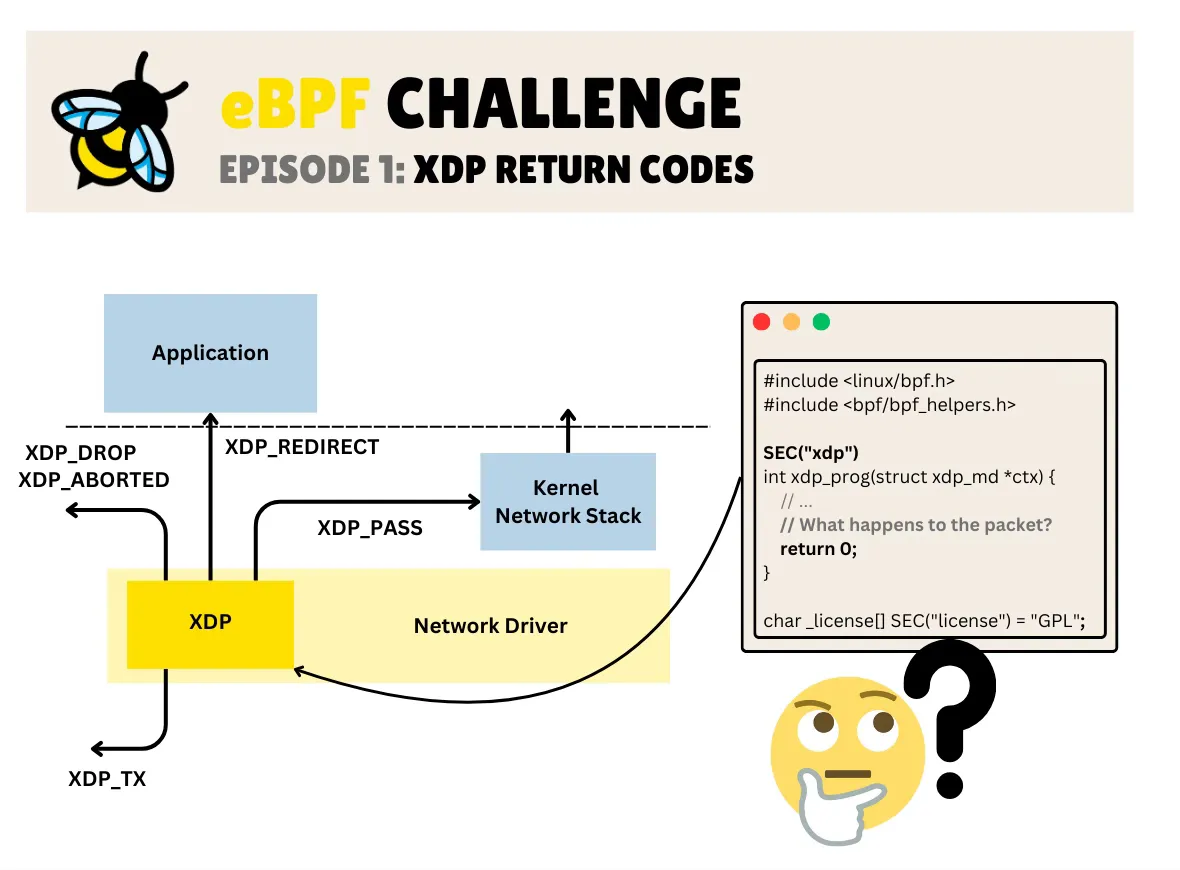 eBPF CHALLENGE
EPISODE 1: XDP RETURN CODES
Application
XDP_DROP
XDP_ABORTED
XDP_REDIRECT
XDP_PASS
Kernel
Network Stack
XDP
Network Driver
XDP_TX
#include <linux/bpf.h>
#include <bpf/bpf_helpers.h>
SEC("xdp")
int xdp_prog(struct xdp_md *ctx) {
// ...
// What happens to the packet?
return 0;
}
char _license[] SEC("license") = "GPL";
?